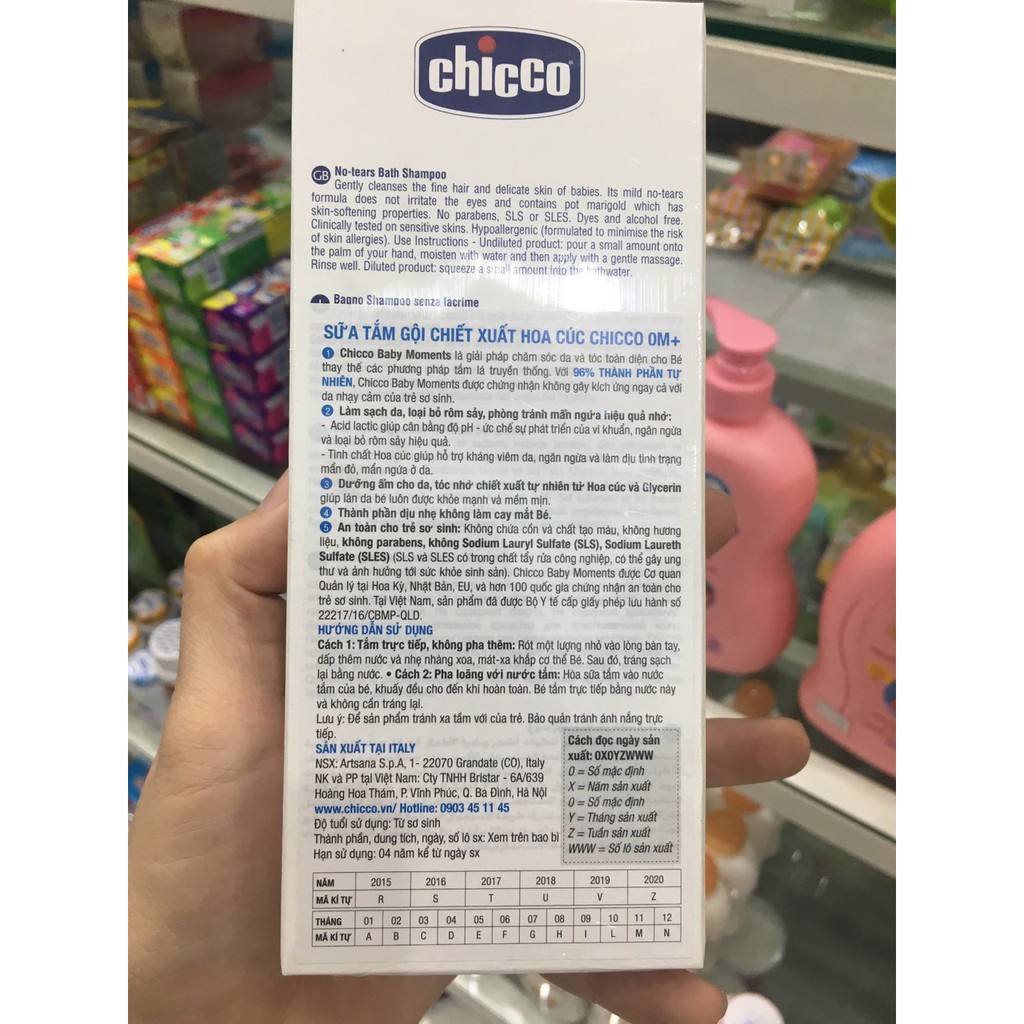 chicco
GB No-tears Bath Shampoo
Gently cleanses the fine hair and delicate skin of babies. Its mild no-tears
formula does not irritate the eyes and contains pot marigold which has
skin-softening properties. No parabens, SLS or SLES. Dyes and alcohol free.
Clinically tested on sensitive skins. Hypoallergenic (formulated to minimise the risk
of skin allergies). Use Instructions - Undiluted product: pour a small amount onto
the palm of your hand, moisten with water and then apply with a gentle massage.
Rinse well. Diluted product: squeeze a small amount into the bathwater.
Bagno Shampoo senza lacrime
SỮA TẮM GỘI CHIẾT XUẤT HOA CÚC CHICCO 0M+
1 Chicco Baby Moments là giải pháp chăm sóc da và tóc toàn diện cho Bé
thay thế các phương pháp tắm lá truyền thống. Với 96% THÀNH PHẦN TỰ
NHIÊN, Chicco Baby Moments được chứng nhận không gây kích ứng ngay cả với
da nhạy cảm của trẻ sơ sinh.
2 Làm sạch da, loại bỏ rôm sảy, phòng tránh mẩn ngứa hiệu quả nhờ:
- Acid lactic giúp cân bằng độ pH - ức chế sự phát triển của vi khuẩn, ngăn ngừa
và loại bỏ rôm sảy hiệu quả.
- Tinh chất Hoa cúc giúp hỗ trợ kháng viêm da, ngăn ngừa và làm dịu tình trạng
mẩn đỏ, mẩn ngứa ở da.
3 Dưỡng ẩm cho da, tóc nhờ chiết xuất tự nhiên từ Hoa cúc và Glycerin
giúp làn da bé luôn được khỏe mạnh và mềm mịn.
4 Thành phần dịu nhẹ không làm cay mắt Bé.
5 An toàn cho trẻ sơ sinh: Không chứa cồn và chất tạo màu, không hương
liệu, không parabens, không Sodium Lauryl Sulfate (SLS), Sodium Laureth
Sulfate (SLES) (SLS và SLES có trong chất tẩy rửa công nghiệp, có thể gây ung
thư và ảnh hưởng tới sức khỏe sinh sản). Chicco Baby Moments được Cơ quan
Quản lý tại Hoa Kỳ, Nhật Bản, EU, và hơn 100 quốc gia chứng nhận an toàn cho
trẻ sơ sinh. Tại Việt Nam, sản phẩm đã được Bộ Y tế cấp giấy phép lưu hành số
22217/16/CBMP-QLD.
HƯỚNG DẪN SỬ DỤNG
Cách 1: Tắm trực tiếp, không pha thêm: Rót một lượng nhỏ vào lòng bàn tay,
dấp thêm nước và nhẹ nhàng xoa, mát-xa khắp cơ thể Bé. Sau đó, tráng sạch
lại bằng nước. • Cách 2: Pha loãng với nước tắm: Hòa sữa tắm vào nước
tắm của bé, khuấy đều cho đến khi hoàn toan. Bé tắm trực tiếp bằng nước này
và không cần tráng lại.
Lưu ý: Để sản phẩm tránh xa tầm với của trẻ. Bảo quản tránh ánh nắng trực
tiếp.
SẢN XUẤT TẠI ITALY
NSX: Artsana S.p.A, 1- 22070 Grandate (CO), Italy
NK và PP tại Việt Nam: Cty TNHH Bristar - 6A/639
Hoàng Hoa Thám, P. Vĩnh Phúc, Q. Ba Đình, Hà Nội
www.chicco.vn/ Hotline: 0903 45 11 45
Độ tuổi sử dụng: Từ sơ sinh
Thành phần, dung tích, ngày, số lô sx: Xem trên bao bì
Hạn sử dụng: 04 năm kể từ ngày sx
Cách đọc ngày sản
xuất: 0X0YZWWW
0 = Số mặc định
X = Năm sản xuất
0 = Số mặc định
Y = Tháng sản xuất
Z = Tuần sản xuất
WWW = Số lô sản xuất
NĂM 2015 2016 2017 2018 2019 2020
MÃ KÍ TỰ R S T U V Z
THÁNG 01 02 03 04 05 06 07 08 09 10 11 12
MÃ KÍ TỰ A B C D E F G H I L M N